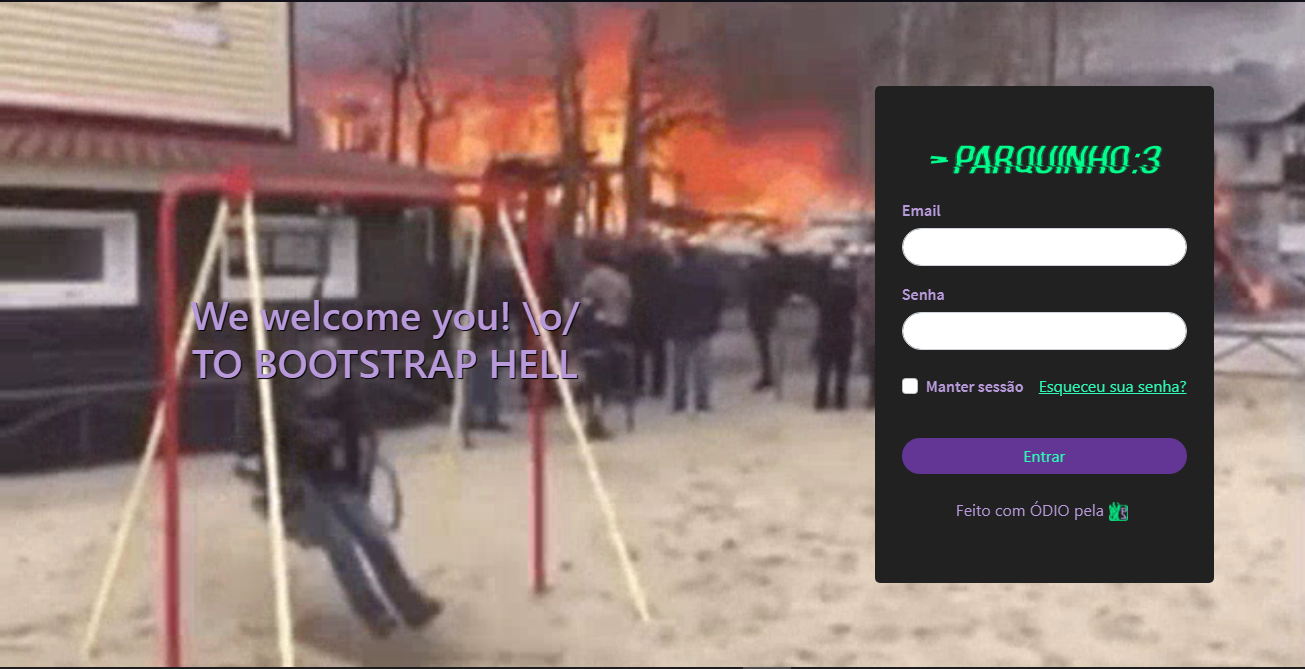 We welcome you! \o/
TO BOOTSTRAP HELL
> PARQUINHO:3
Email
Senha
Manter sessão Esqueceu sua senha?
Entrar
Feito com ÓDIO pela